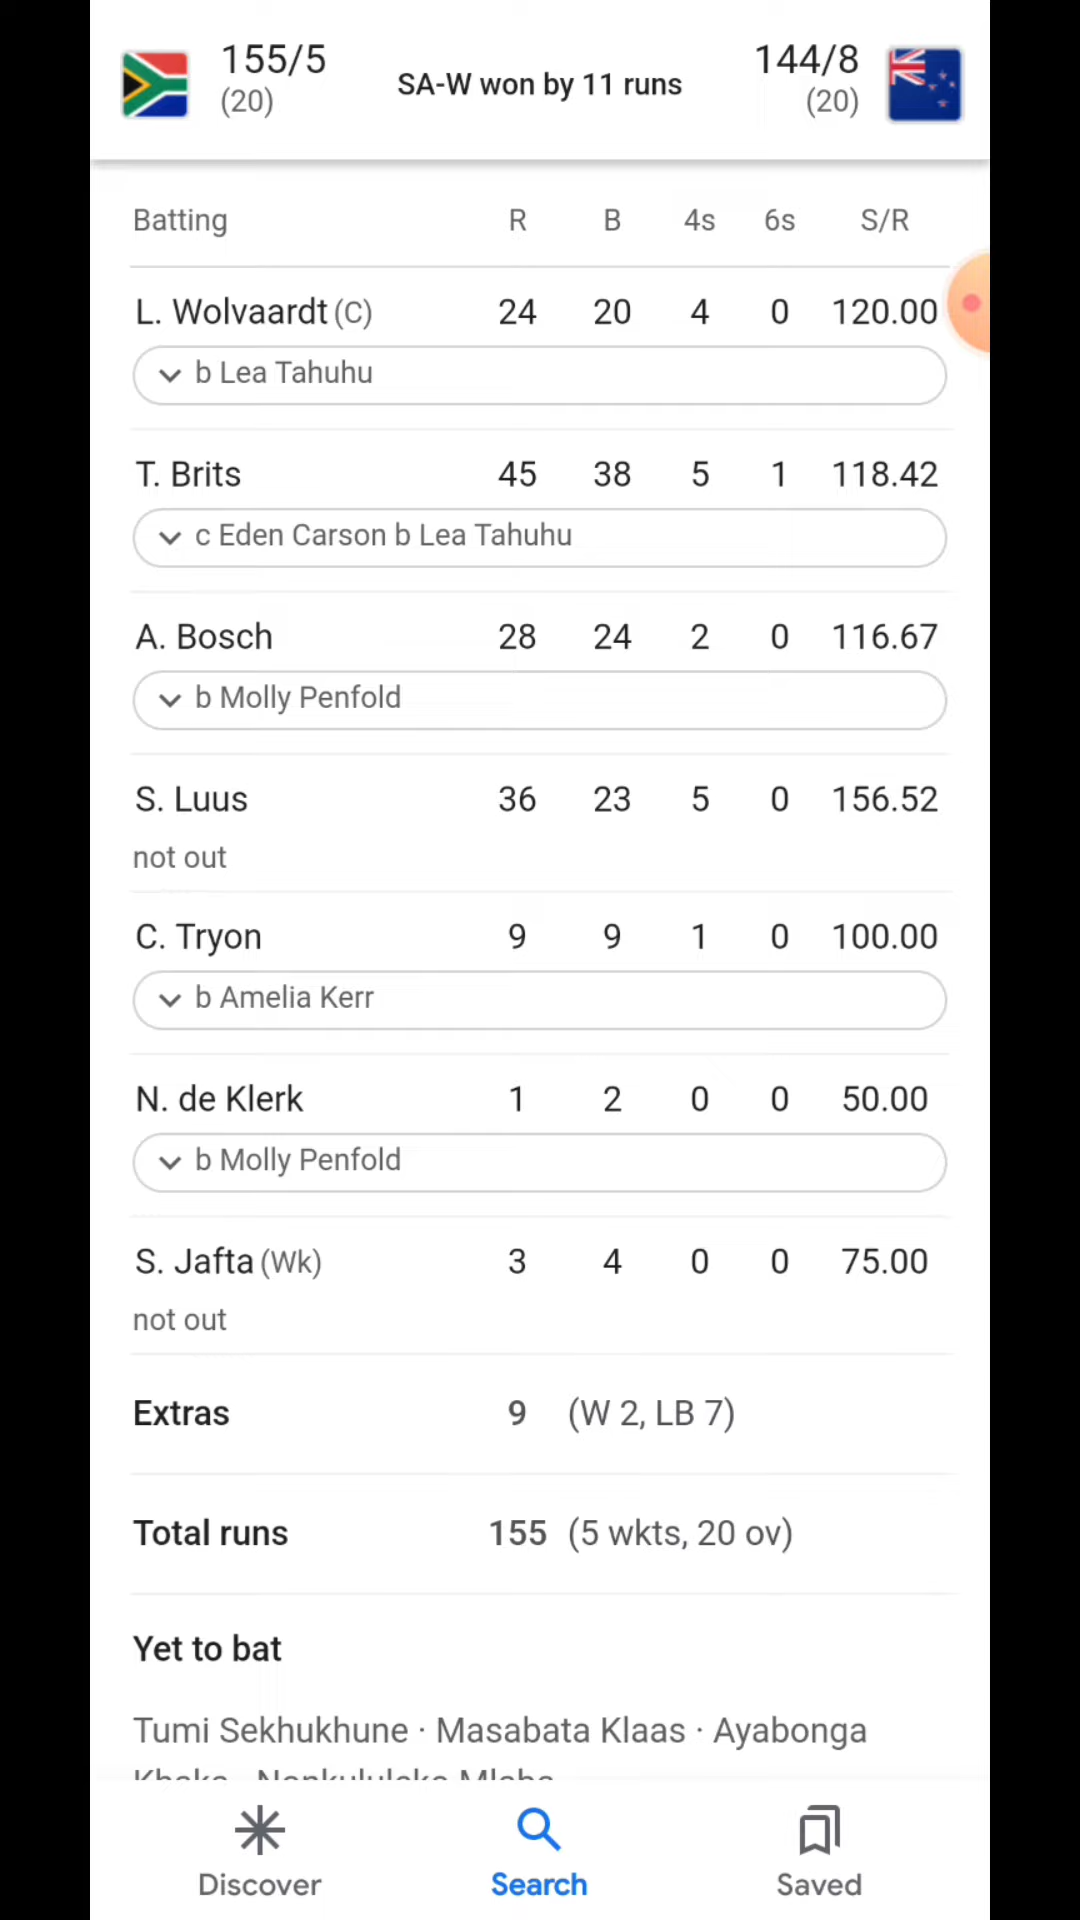 155/5
(20)
SA-W won by 11 runs
144/8
(20)
Batting R B 4s 6s S/R
L. Wolvaardt (C) 24 20 4 0 120.00
b Lea Tahuhu
T. Brits 45 38 5 1 118.42
c Eden Carson b Lea Tahuhu
A. Bosch 28 24 2 0 116.67
b Molly Penfold
S. Luus 36 23 5 0 156.52
not out
C. Tryon 9 9 1 0 100.00
b Amelia Kerr
N. de Klerk 1 2 0 0 50.00
b Molly Penfold
S. Jafta (Wk) 3 4 0 0 75.00
not out
Extras 9 (W 2, LB 7)
Total runs 155 (5 wkts, 20 ov)
Yet to bat
Tumi Sekhukhune · Masabata Klaas · Ayabonga
Khaka · Nonkululeko Mlaba
Discover Search Saved